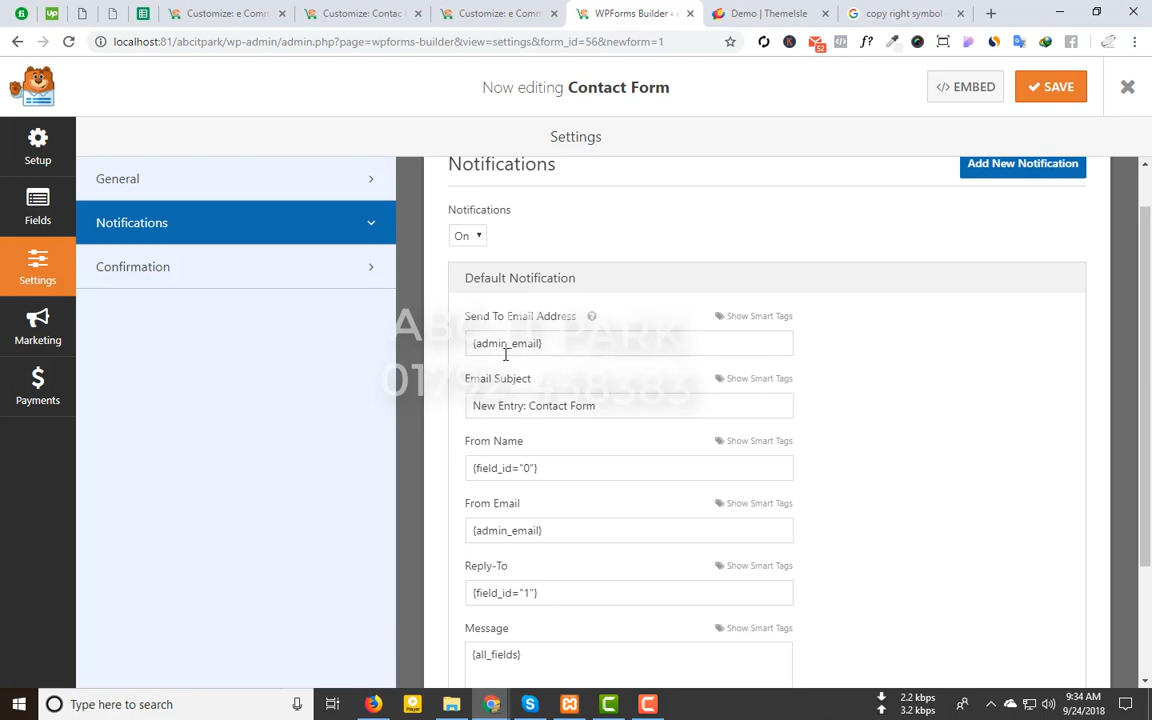 Customize: e Comm
Customize: Contac
Customize: e Comm
WPForms Builder ‹ e
Demo | ThemeIsle
copy right symbol
localhost:81/abcitpark/wp-admin/admin.php?page=wpforms-builder&view=settings&form_id=56&newform=1
52
Now editing Contact Form
</> EMBED
SAVE
Settings
Setup
Fields
Settings
Marketing
Payments
General
Notifications
Confirmation
Notifications
Add New Notification
Notifications
On
Default Notification
Send To Email Address
Show Smart Tags
{admin_email}
Email Subject
Show Smart Tags
New Entry: Contact Form
From Name
Show Smart Tags
{field_id="0"}
From Email
Show Smart Tags
{admin_email}
Reply-To
Show Smart Tags
{field_id="1"}
Message
Show Smart Tags
{all_fields}
ABC IT PARK
Type here to search
2.2 kbps
3.2 kbps
9:34 AM
9/24/2018